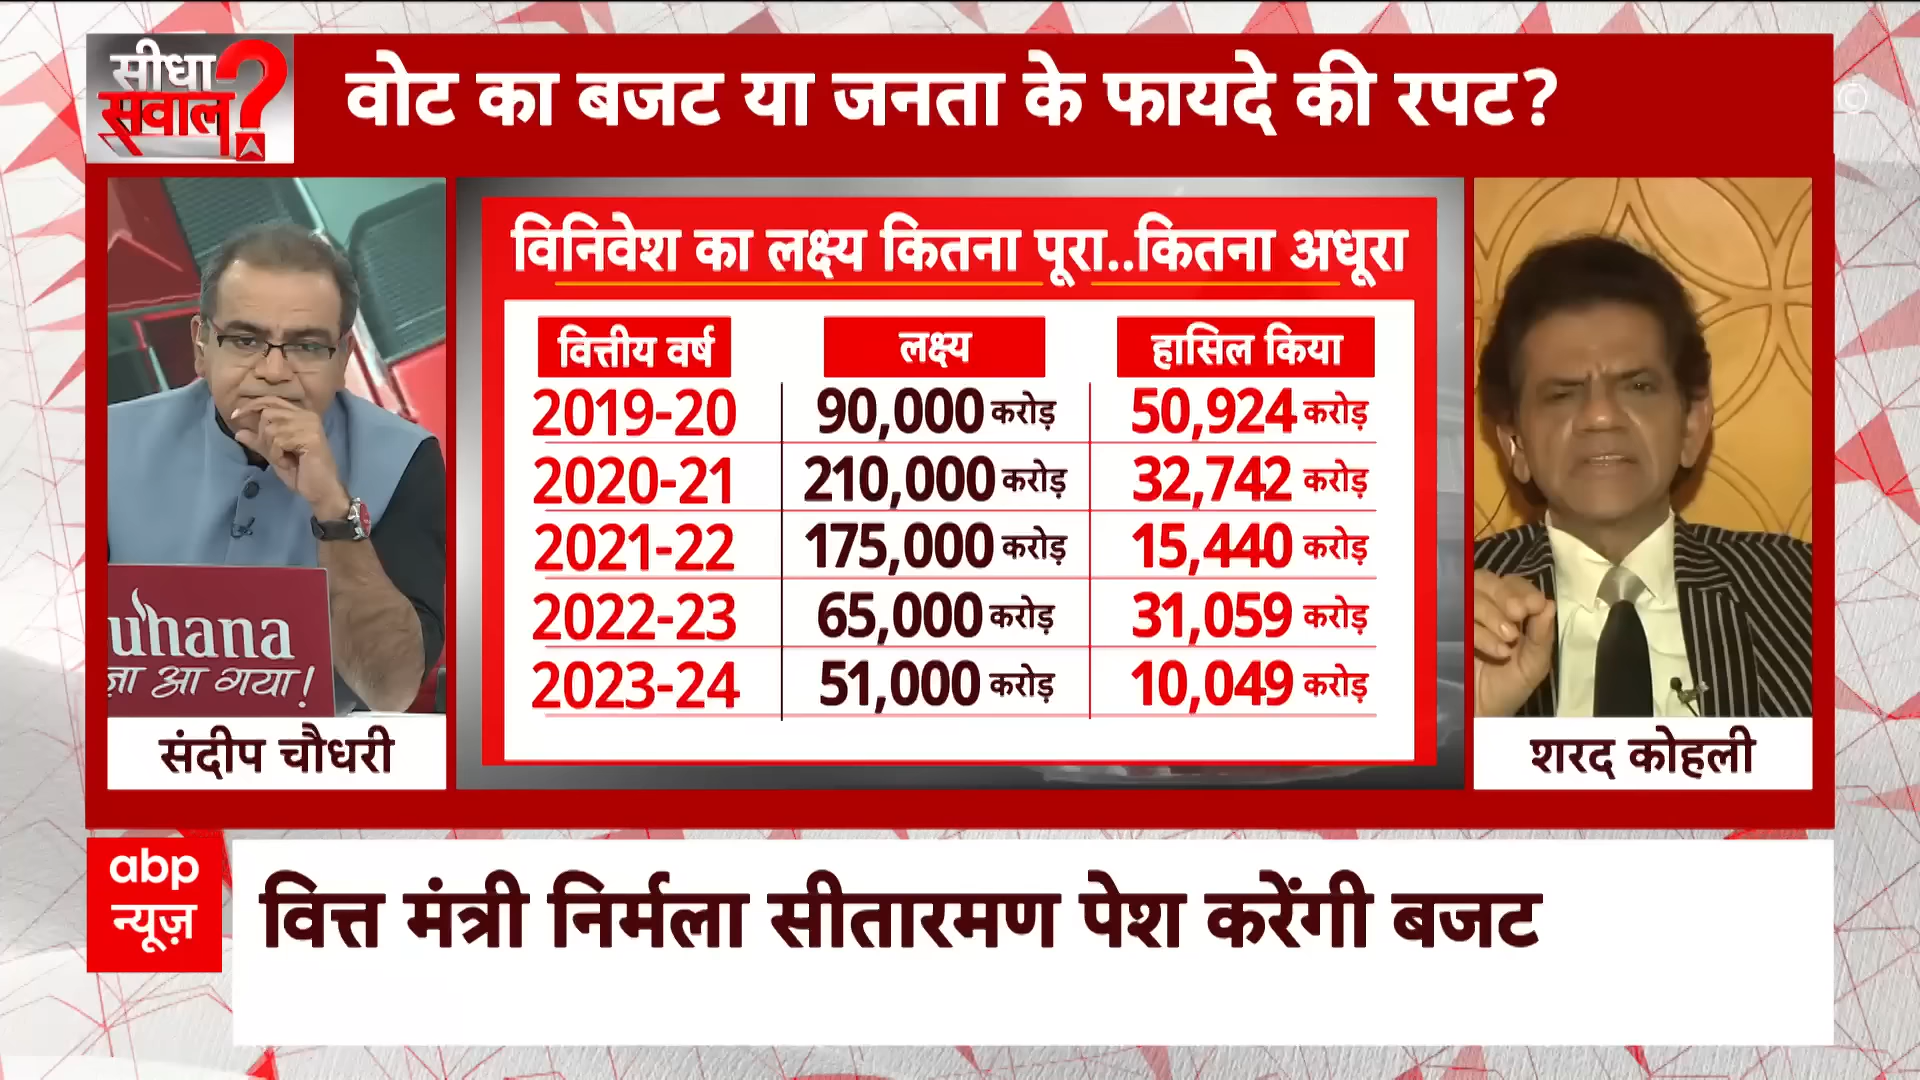 सीधा
सवाल?
वोट का बजट या जनता के फायदे की रपट?
©
विनिवेश का लक्ष्य कितना पूरा..कितना अधूरा
वित्तीय वर्ष लक्ष्य हासिल किया
2019-20 90,000 करोड़ 50,924 करोड़
2020-21 210,000 करोड़ 32,742 करोड़
2021-22 175,000 करोड़ 15,440 करोड़
2022-23 65,000 करोड़ 31,059 करोड़
2023-24 51,000 करोड़ 10,049 करोड़
uhana
ज़ा आ गया!
संदीप चौधरी
शरद कोहली
abp
न्यूज़
वित्त मंत्री निर्मला सीतारमण पेश करेंगी बजट